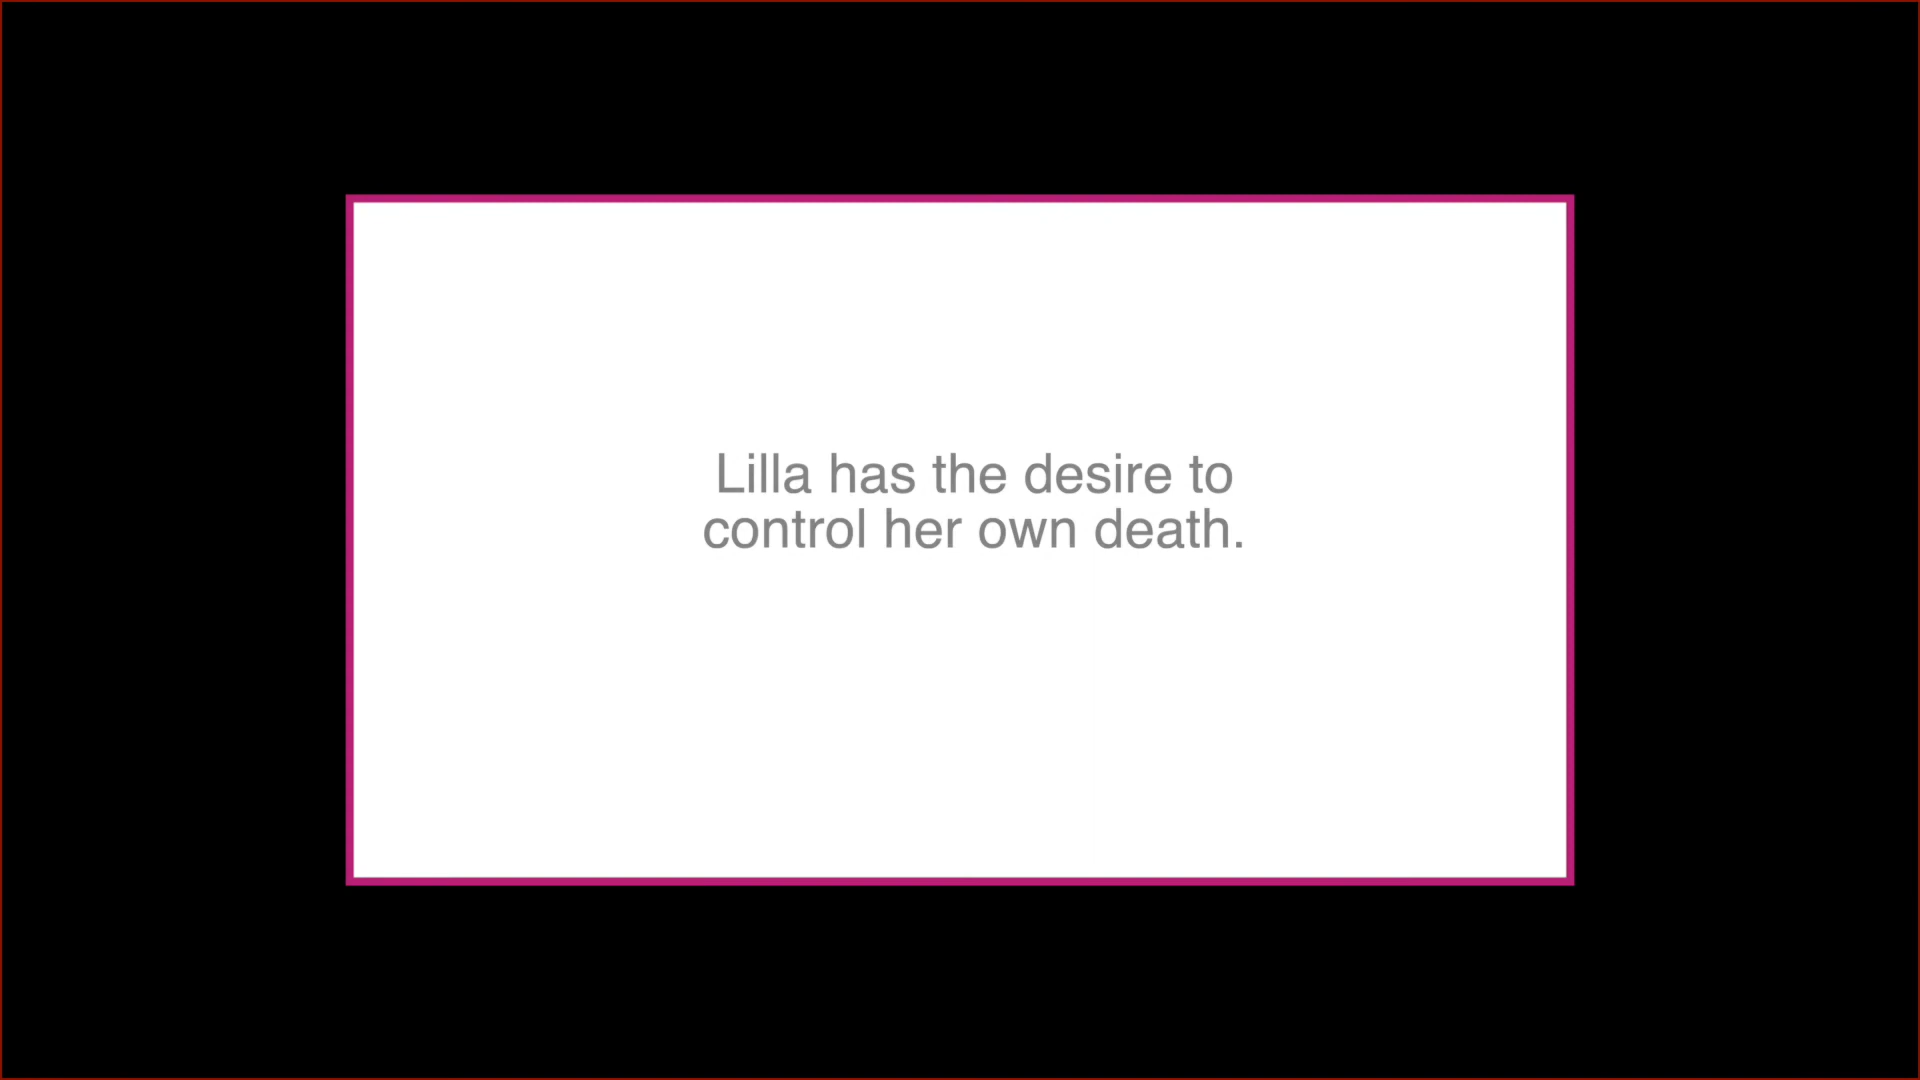 Lilla has the desire to
control her own death.